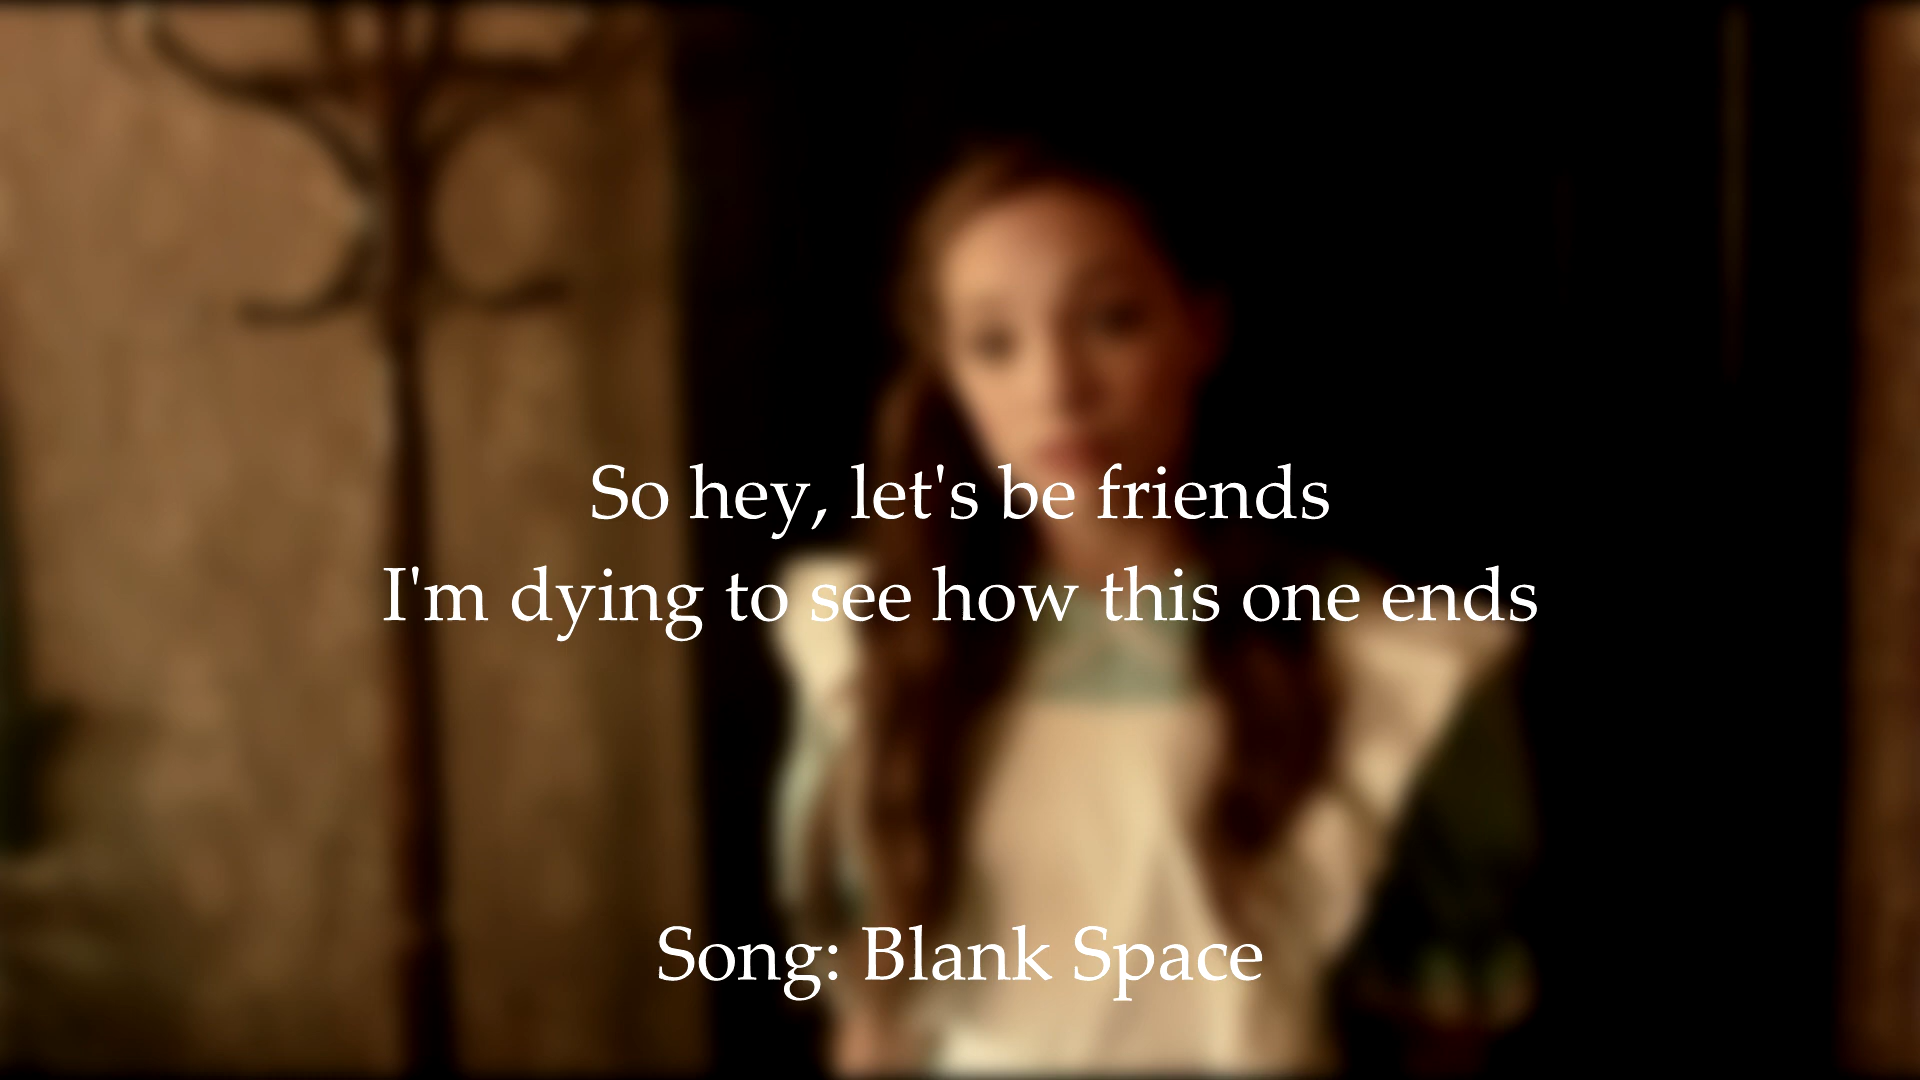 So hey, let's be friends
I'm dying to see how this one ends
Song: Blank Space